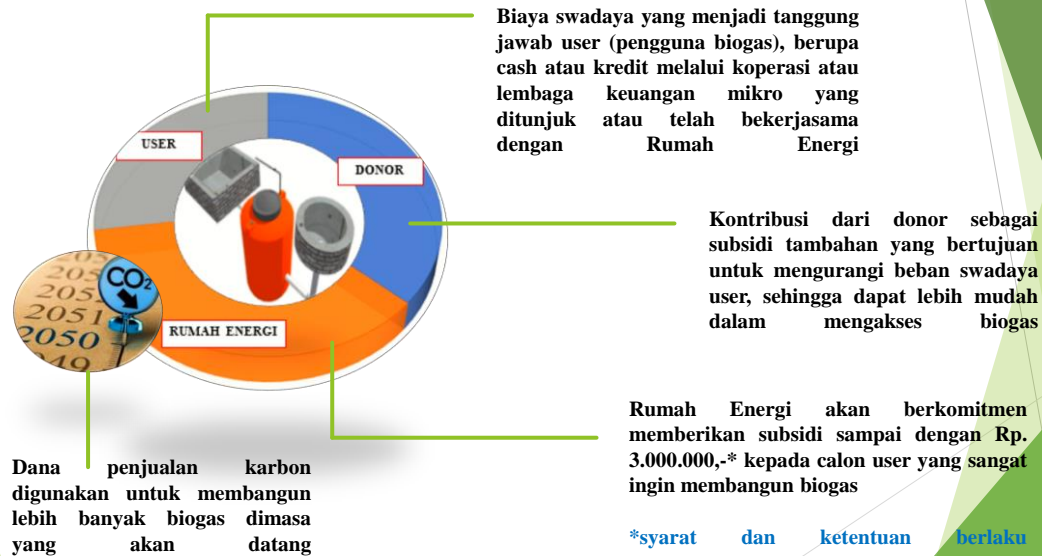 Biaya swadaya yang menjadi tanggung
jawab user (pengguna biogas), berupa
cash atau kredit melalui koperasi atau
lembaga keuangan mikro yang
ditunjuk atau telah bekerjasama
dengan Rumah Energi
USER
DONOR
Kontribusi dari donor sebagai
subsidi tambahan yang bertujuan
untuk mengurangi beban swadaya
user, sehingga dapat lebih mudah
dalam mengakses biogas
CO2
2051
2050
RUMAH ENERGI
Rumah Energi akan berkomitmen
memberikan subsidi sampai dengan Rp.
3.000.000,-* kepada calon user yang sangat
ingin membangun biogas
*syarat dan ketentuan berlaku
Dana penjualan karbon
digunakan untuk membangun
lebih banyak biogas dimasa
yang akan datang